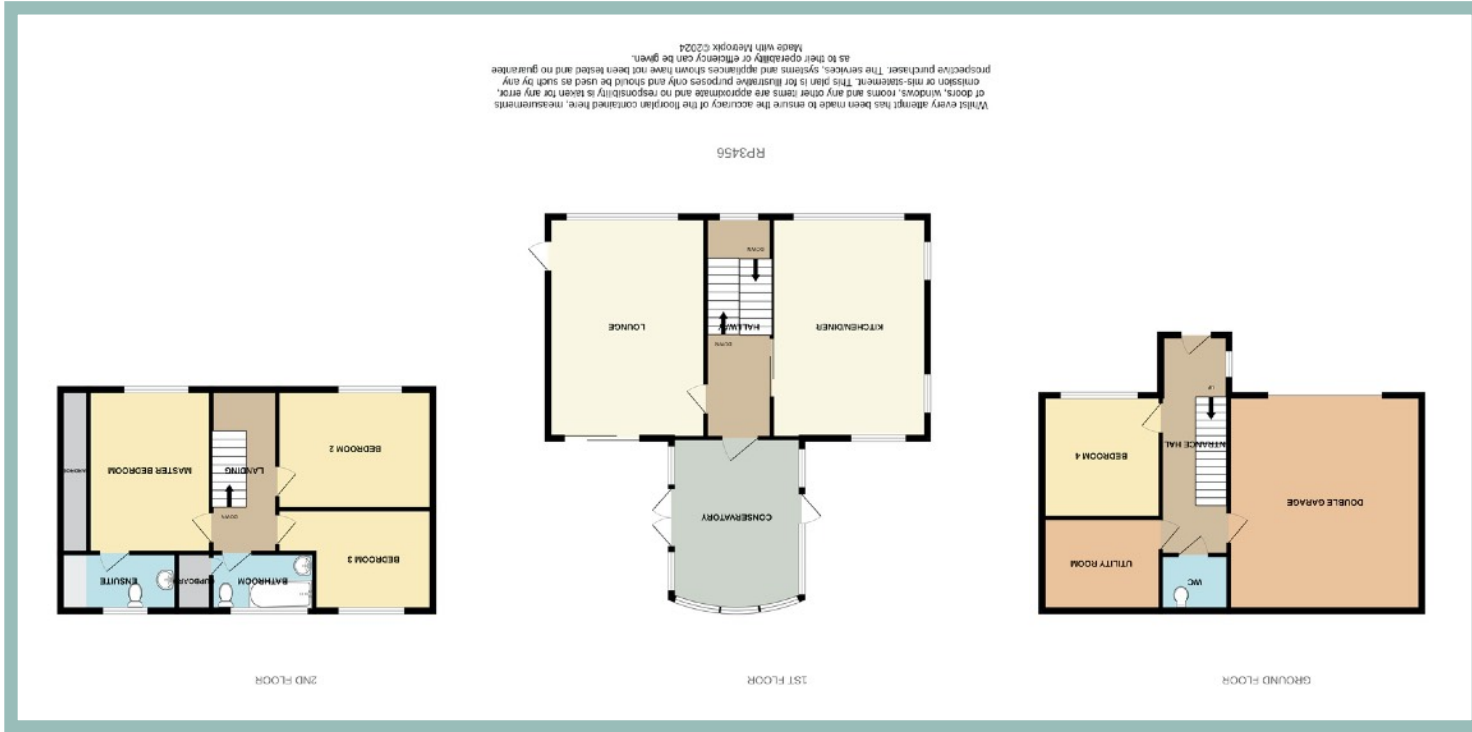 GROUND FLOOR
WC
UTILITY ROOM
DOUBLE GARAGE
ENTRANCE HALL
BEDROOM 4
UP
1ST FLOOR
CONSERVATORY
DOWN
KITCHEN/DINER
HALLWAY
LOUNGE
DOWN
2ND FLOOR
BATHROOM
CUPBOARD
ENSUITE
BEDROOM 3
DOWN
BEDROOM 2
LANDING
MASTER BEDROOM
RP3456
Whilst every attempt has been made to ensure the accuracy of the floorplan contained here, measurements
of doors, windows, rooms and any other items are approximate and no responsibility is taken for any error,
omission or mis-statement. This plan is for illustrative purposes only and should be used as such by any
prospective purchaser. The services, systems and appliances shown have not been tested and no guarantee
as to their operability or efficiency can be given.
Made with Metropix ©2024